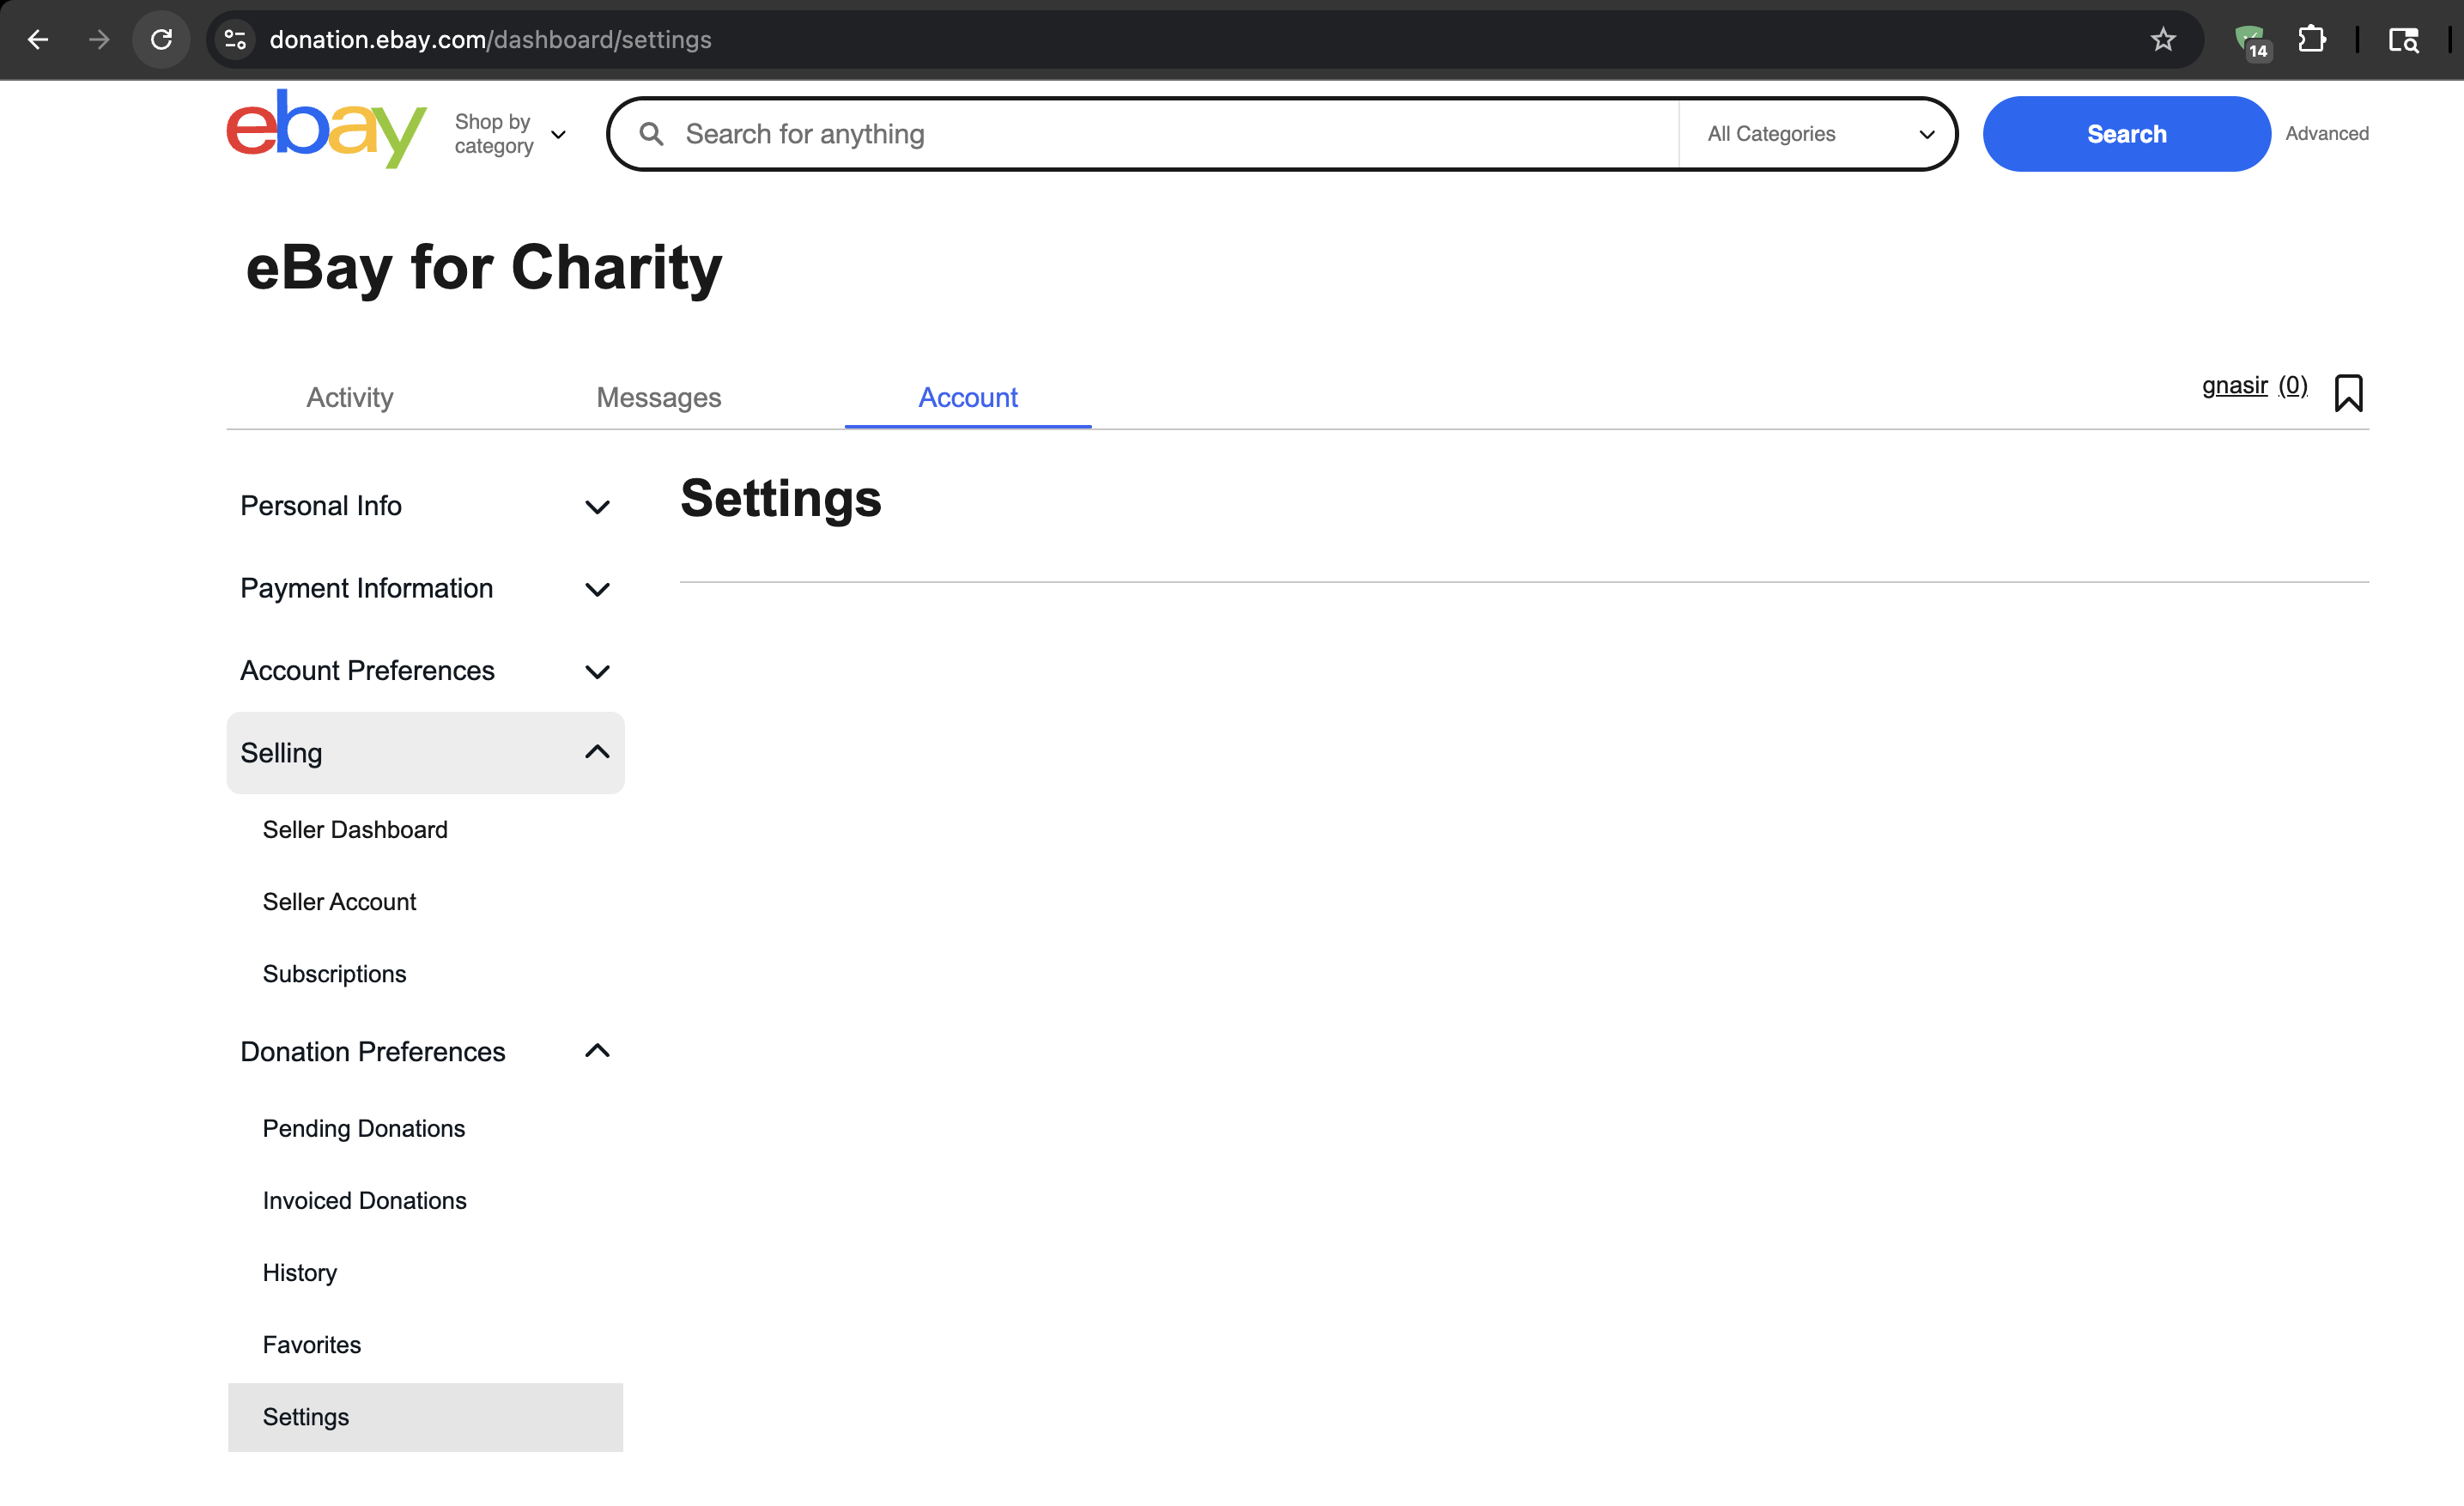 donation.ebay.com/dashboard/settings
14
ebay
Shop by
category
Search for anything
All Categories
Search
Advanced
eBay for Charity
Activity
Messages
Account
gnasir (0)
Personal Info
Settings
Payment Information
Account Preferences
Selling
Seller Dashboard
Seller Account
Subscriptions
Donation Preferences
Pending Donations
Invoiced Donations
History
Favorites
Settings